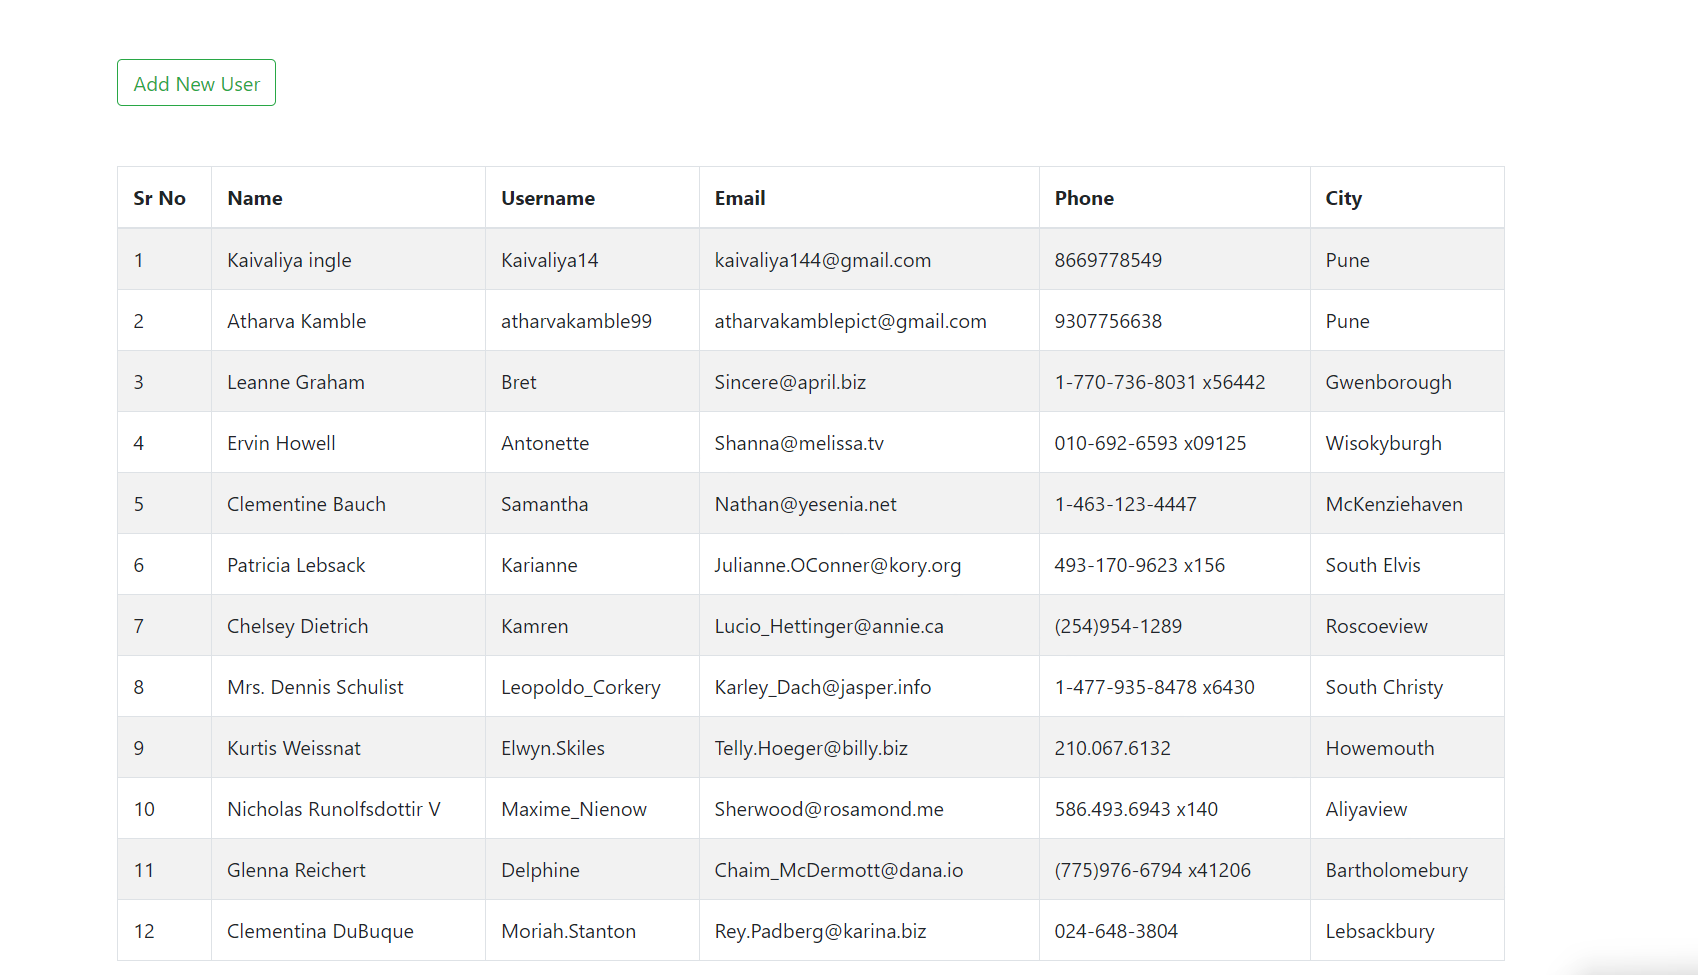 Add New User
Sr No Name Username Email Phone City
1 Kaivaliya ingle Kaivaliya14 kaivaliya144@gmail.com 8669778549 Pune
2 Atharva Kamble atharvakamble99 atharvakamblepict@gmail.com 9307756638 Pune
3 Leanne Graham Bret Sincere@april.biz 1-770-736-8031 x56442 Gwenborough
4 Ervin Howell Antonette Shanna@melissa.tv 010-692-6593 x09125 Wisokyburgh
5 Clementine Bauch Samantha Nathan@yesenia.net 1-463-123-4447 McKenziehaven
6 Patricia Lebsack Karianne Julianne.OConner@kory.org 493-170-9623 x156 South Elvis
7 Chelsey Dietrich Kamren Lucio_Hettinger@annie.ca (254)954-1289 Roscoeview
8 Mrs. Dennis Schulist Leopoldo_Corkery Karley_Dach@jasper.info 1-477-935-8478 x6430 South Christy
9 Kurtis Weissnat Elwyn.Skiles Telly.Hoeger@billy.biz 210.067.6132 Howemouth
10 Nicholas Runolfsdottir V Maxime_Nienow Sherwood@rosamond.me 586.493.6943 x140 Aliyaview
11 Glenna Reichert Delphine Chaim_McDermott@dana.io (775)976-6794 x41206 Bartholomebury
12 Clementina DuBuque Moriah.Stanton Rey.Padberg@karina.biz 024-648-3804 Lebsackbury